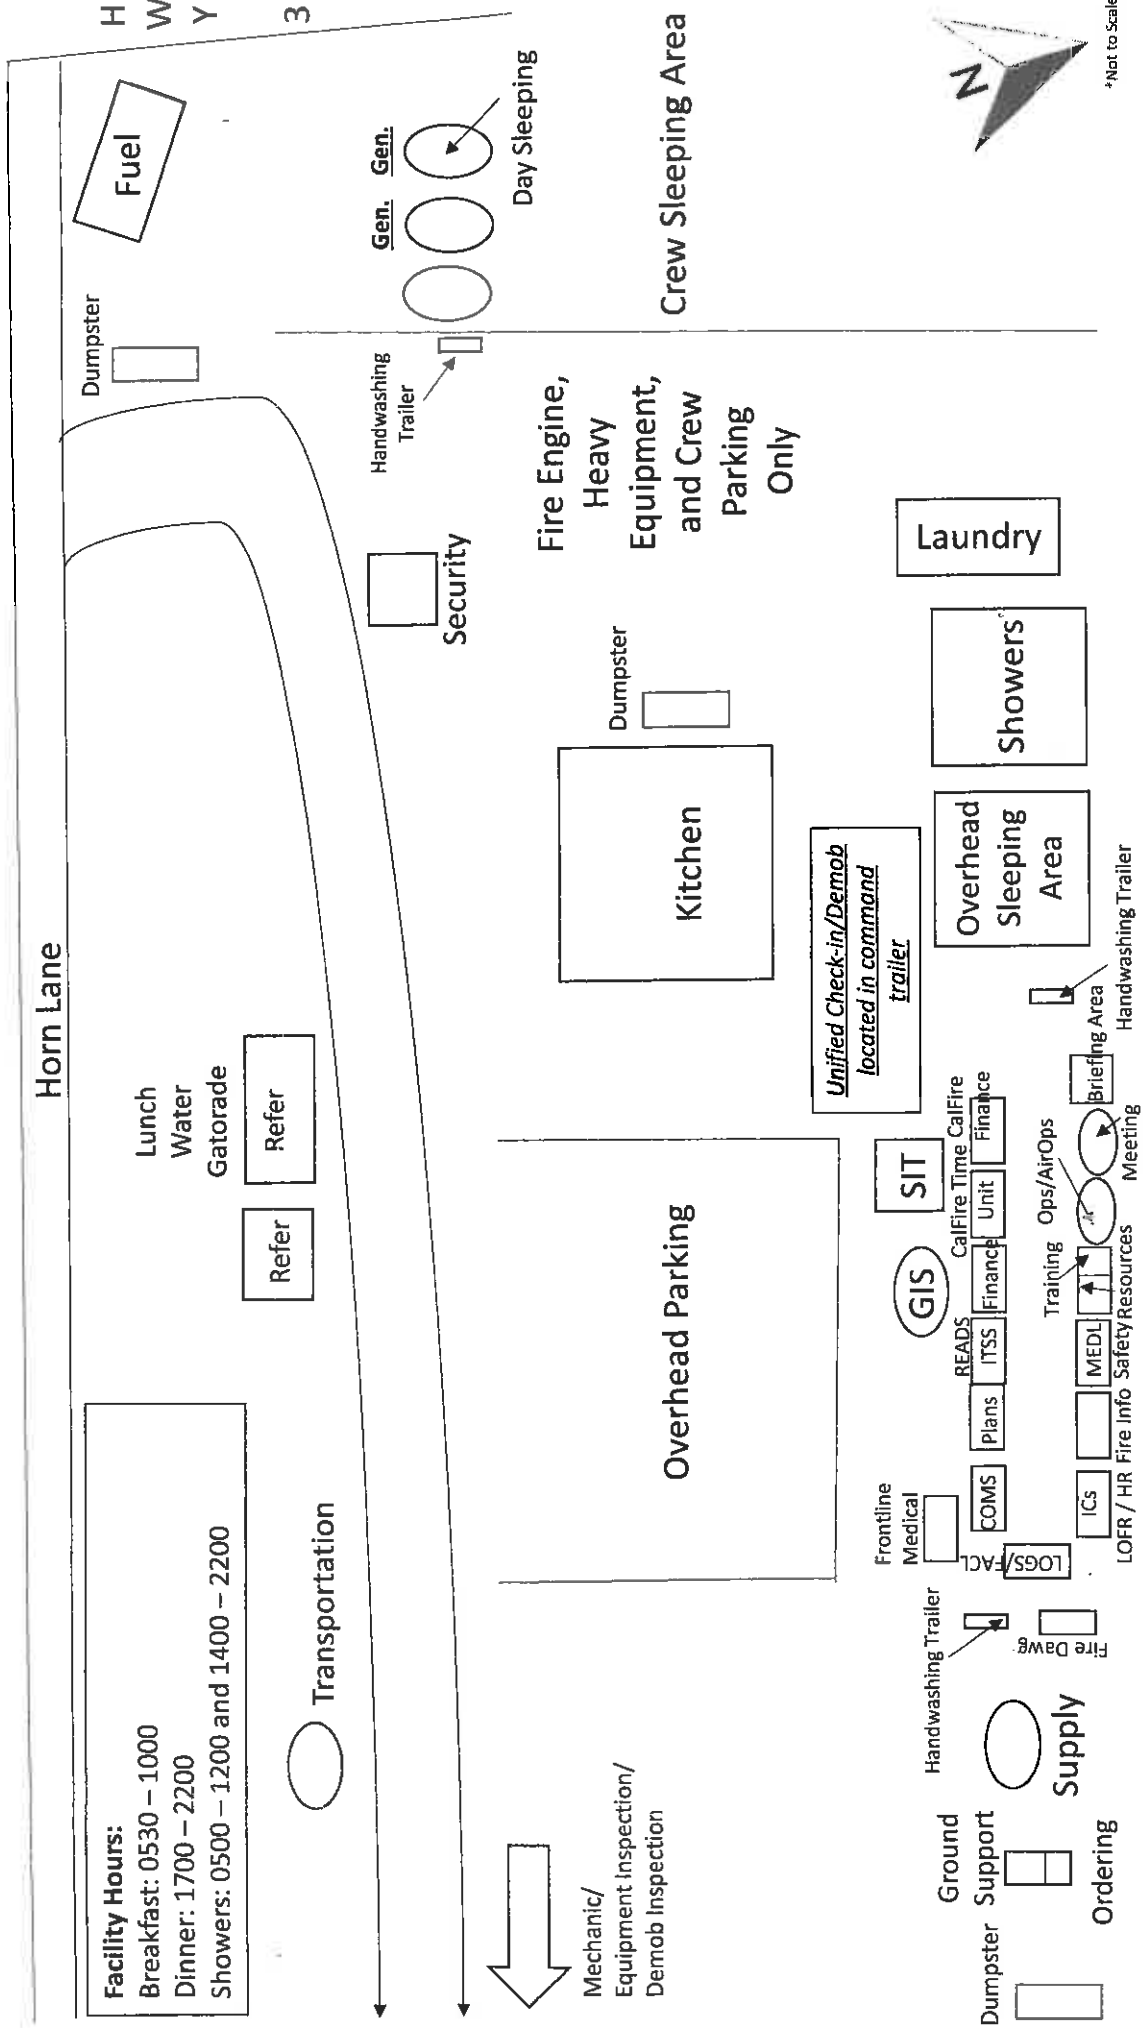 Horn Lane
H
W
Y
3
Facility Hours:
Breakfast: 0530 – 1000
Dinner: 1700 – 2200
Showers: 0500 – 1200 and 1400 – 2200
Lunch
Water
Gatorade
Refer
Refer
Dumpster
Fuel
Transportation
Security
Handwashing
Trailer
Gen.
Gen.
Day Sleeping
Mechanic/
Equipment Inspection/
Demob Inspection
Overhead Parking
Kitchen
Dumpster
Fire Engine,
Heavy
Equipment,
and Crew
Parking
Only
Crew Sleeping Area
Unified Check-in/Demob
located in command
trailer
Laundry
Showers
Overhead
Sleeping
Area
Handwashing Trailer
Dumpster
Ground
Support
Ordering
Supply
Handwashing Trailer
Fire Dawg
Frontline
Medical
LOGS/FACL
COMS
Plans
READS
ITSS
Finance
GIS
SIT
CalFire Time
Unit
CalFire
Finance
ICs
LOFR / HR
Fire Info
MEDL
Safety
Training
Resources
Ops/AirOps
Meeting
Briefing Area
N
*Not to Scale